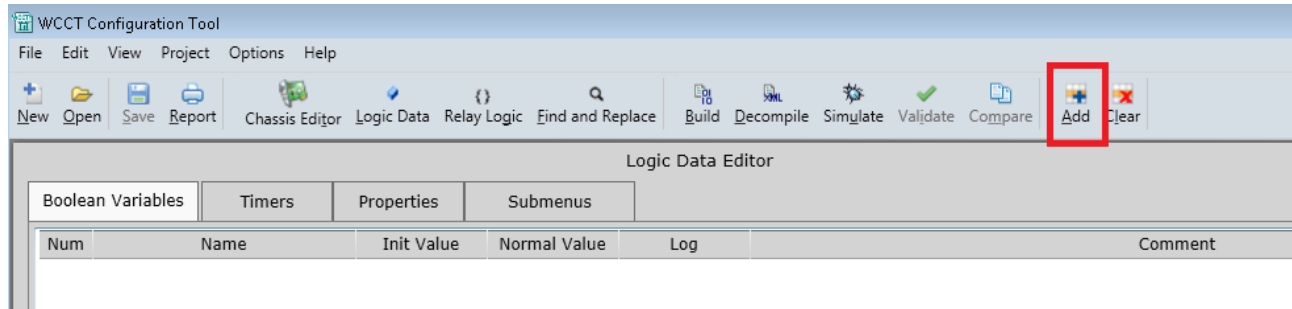 WCCT Configuration Tool
File Edit View Project Options Help
New Open Save Report Chassis Editor Logic Data Relay Logic Find and Replace Build Decompile Simulate Validate Compare Add Clear
Logic Data Editor
Boolean Variables Timers Properties Submenus
Num Name Init Value Normal Value Log Comment